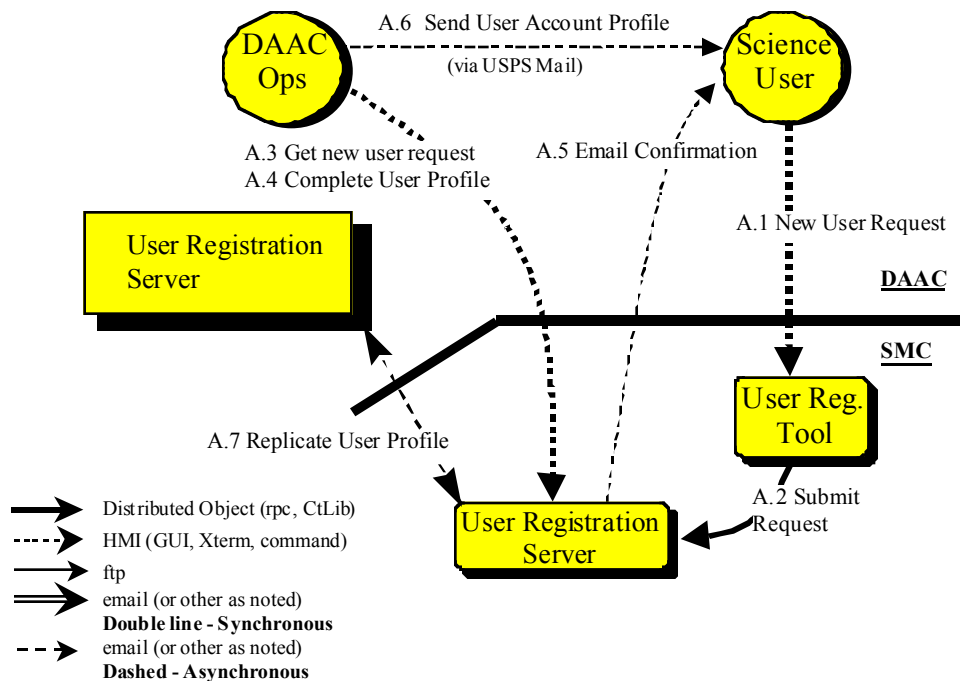 DAAC
Ops
A.6 Send User Account Profile
(via USPS Mail)
Science
User
A.3 Get new user request
A.4 Complete User Profile
A.5 Email Confirmation
A.1 New User Request
User Registration
Server
DAAC
SMC
User Reg.
Tool
A.7 Replicate User Profile
A.2 Submit
Request
User Registration
Server
Distributed Object (rpc, CtLib)
HMI (GUI, Xterm, command)
ftp
email (or other as noted)
Double line - Synchronous
email (or other as noted)
Dashed - Asynchronous